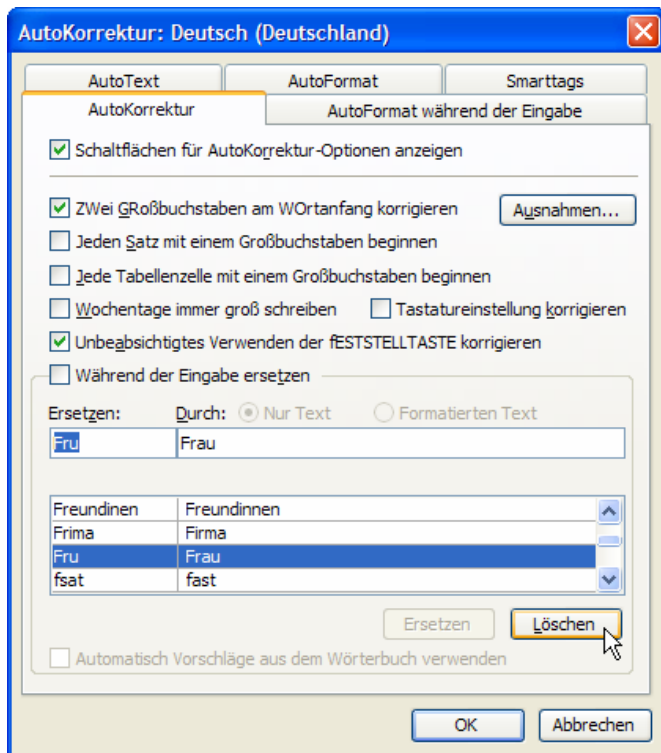 AutoKorrektur: Deutsch (Deutschland)
AutoText AutoFormat Smarttags
AutoKorrektur AutoFormat während der Eingabe
Schaltflächen für AutoKorrektur-Optionen anzeigen
ZWei GRoßbuchstaben am WOrtanfang korrigieren Ausnahmen...
Jeden Satz mit einem Großbuchstaben beginnen
Jede Tabellenzelle mit einem Großbuchstaben beginnen
Wochentage immer groß schreiben Tastatureinstellung korrigieren
Unbeabsichtigtes Verwenden der fESTSTELLTASTE korrigieren
Während der Eingabe ersetzen
Ersetzen: Durch: Nur Text Formatierten Text
Fru Frau
Freundinen Freundinnen
Frima Firma
Fru Frau
fsat fast
Ersetzen Löschen
Automatisch Vorschläge aus dem Wörterbuch verwenden
OK Abbrechen